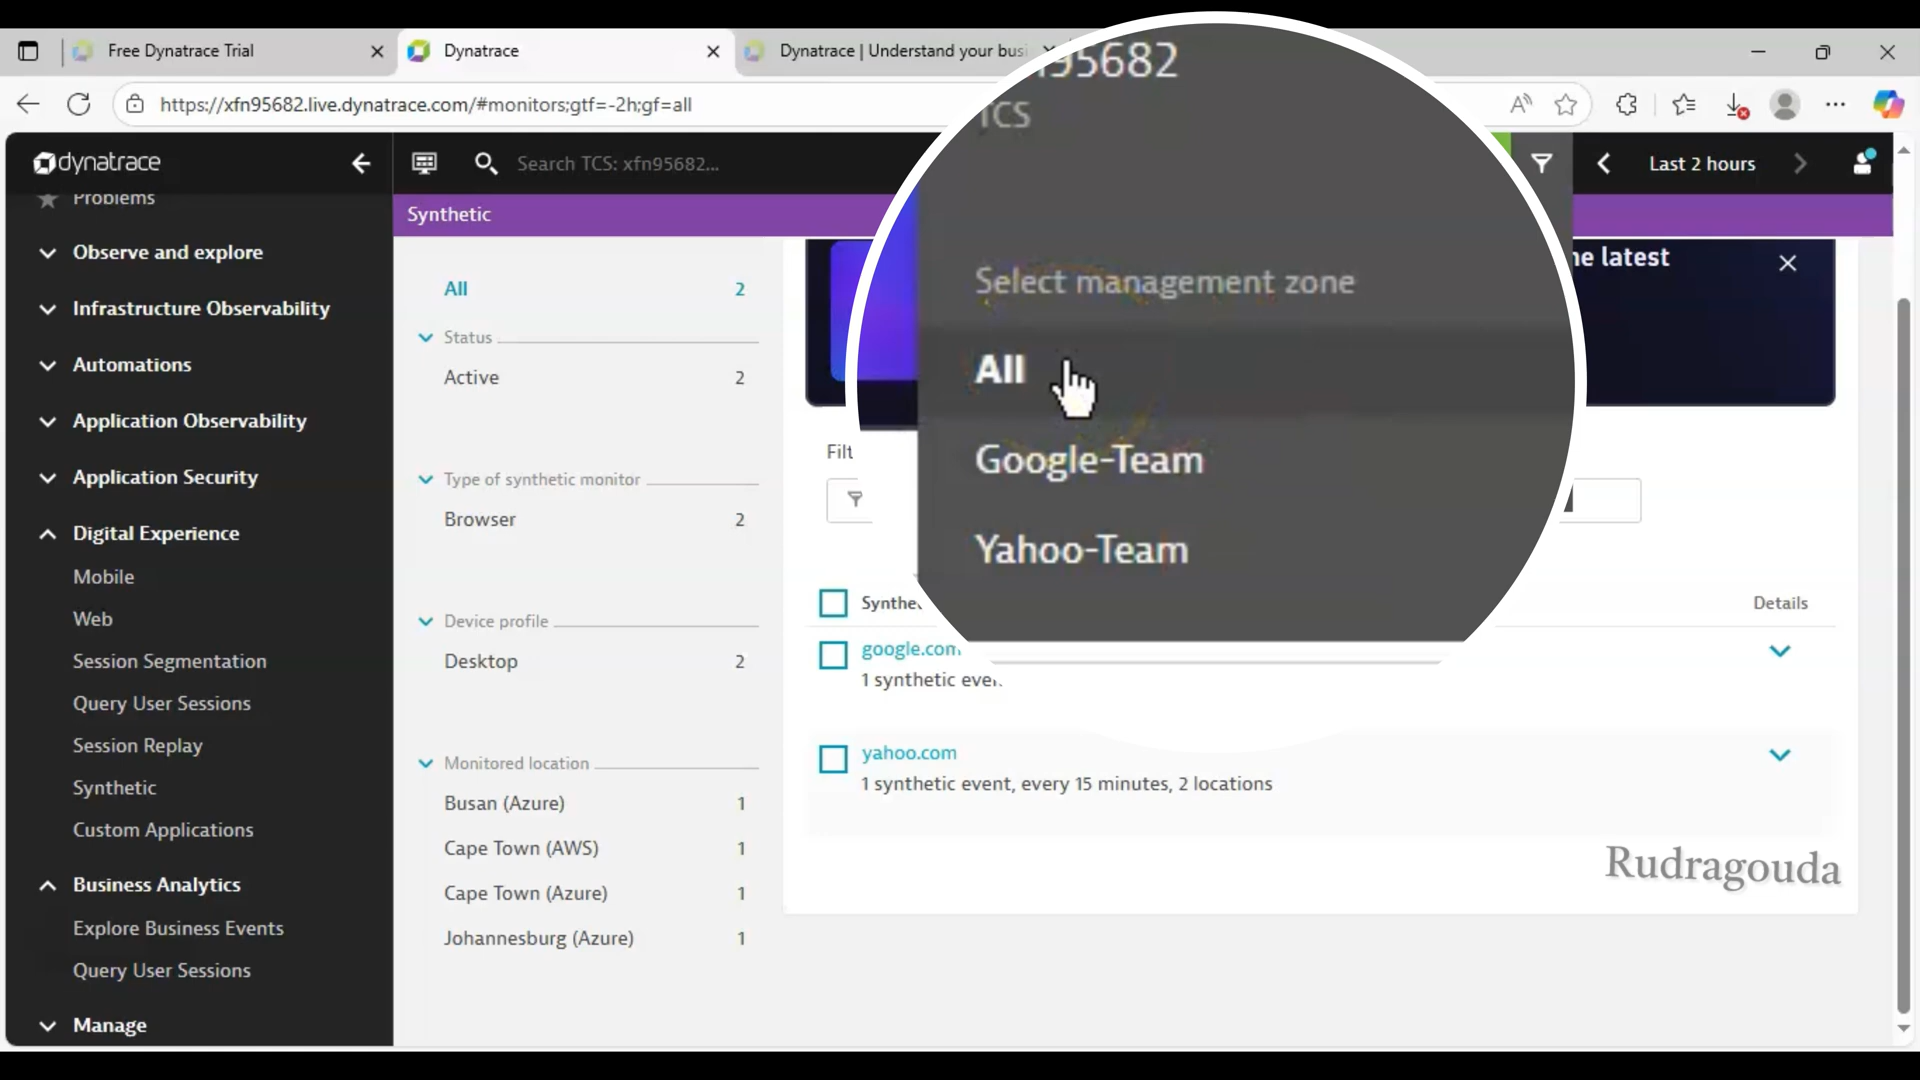 Free Dynatrace Trial
Dynatrace
Dynatrace | Understand your busi
https://xfn95682.live.dynatrace.com/#monitors;gtf=-2h;gf=all
dynatrace
Search TCS: xfn95682...
Last 2 hours
Problems
Observe and explore
Infrastructure Observability
Automations
Application Observability
Application Security
Digital Experience
Mobile
Web
Session Segmentation
Query User Sessions
Session Replay
Synthetic
Custom Applications
Business Analytics
Explore Business Events
Query User Sessions
Manage
Synthetic
All 2
Status
Active 2
Type of synthetic monitor
Browser 2
Device profile
Desktop 2
Monitored location
Busan (Azure) 1
Cape Town (AWS) 1
Cape Town (Azure) 1
Johannesburg (Azure) 1
95682
TCS
Select management zone
All
Google-Team
Yahoo-Team
he latest
Filt
Synthe
Details
google.com
1 synthetic eve
yahoo.com
1 synthetic event, every 15 minutes, 2 locations
Rudragouda